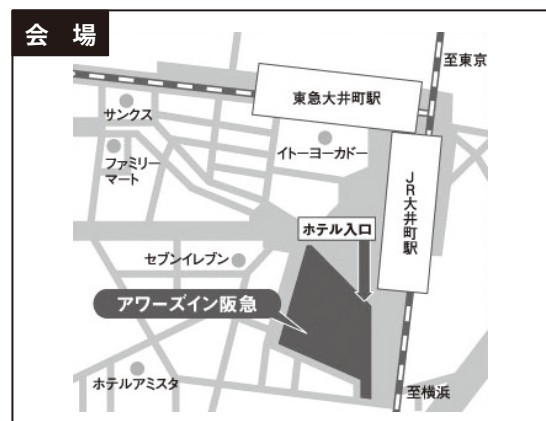 会 場
至東京
東急大井町駅
サンクス
イトーヨーカドー
ファミリー
マート
JR大井町駅
ホテル入口
セブンイレブン
アワーズイン阪急
ホテルアミスタ
至横浜